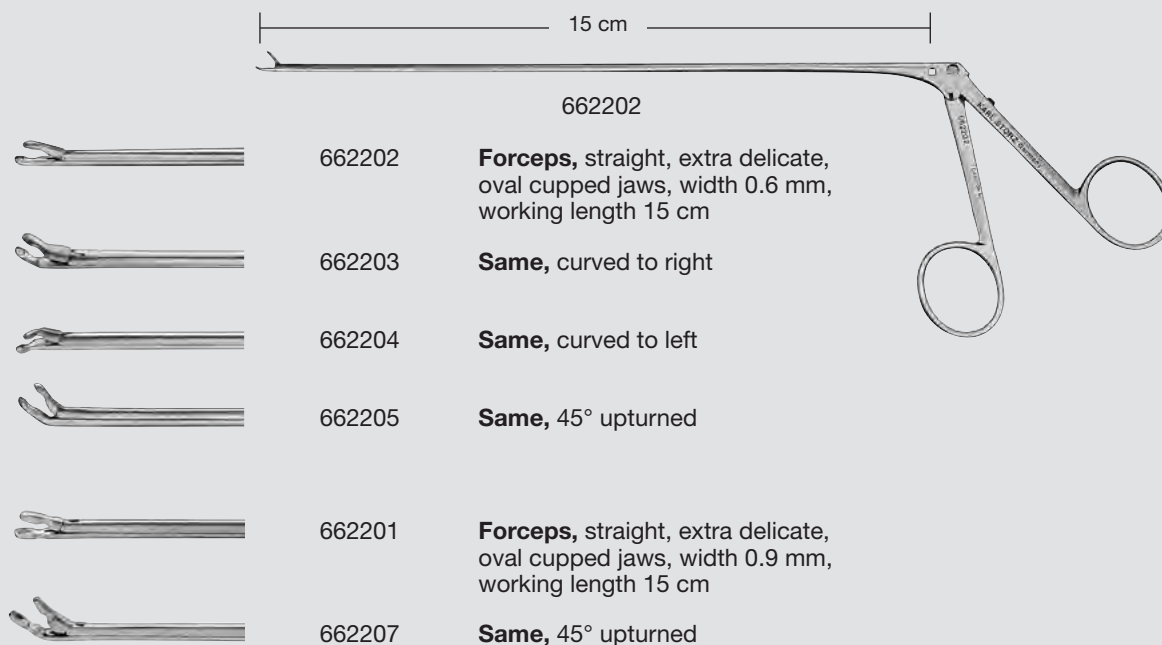 15 cm
662202
KARL STORZ Germany
662202
662202 Forceps, straight, extra delicate,
oval cupped jaws, width 0.6 mm,
working length 15 cm
662203 Same, curved to right
662204 Same, curved to left
662205 Same, 45° upturned
662201 Forceps, straight, extra delicate,
oval cupped jaws, width 0.9 mm,
working length 15 cm
662207 Same, 45° upturned